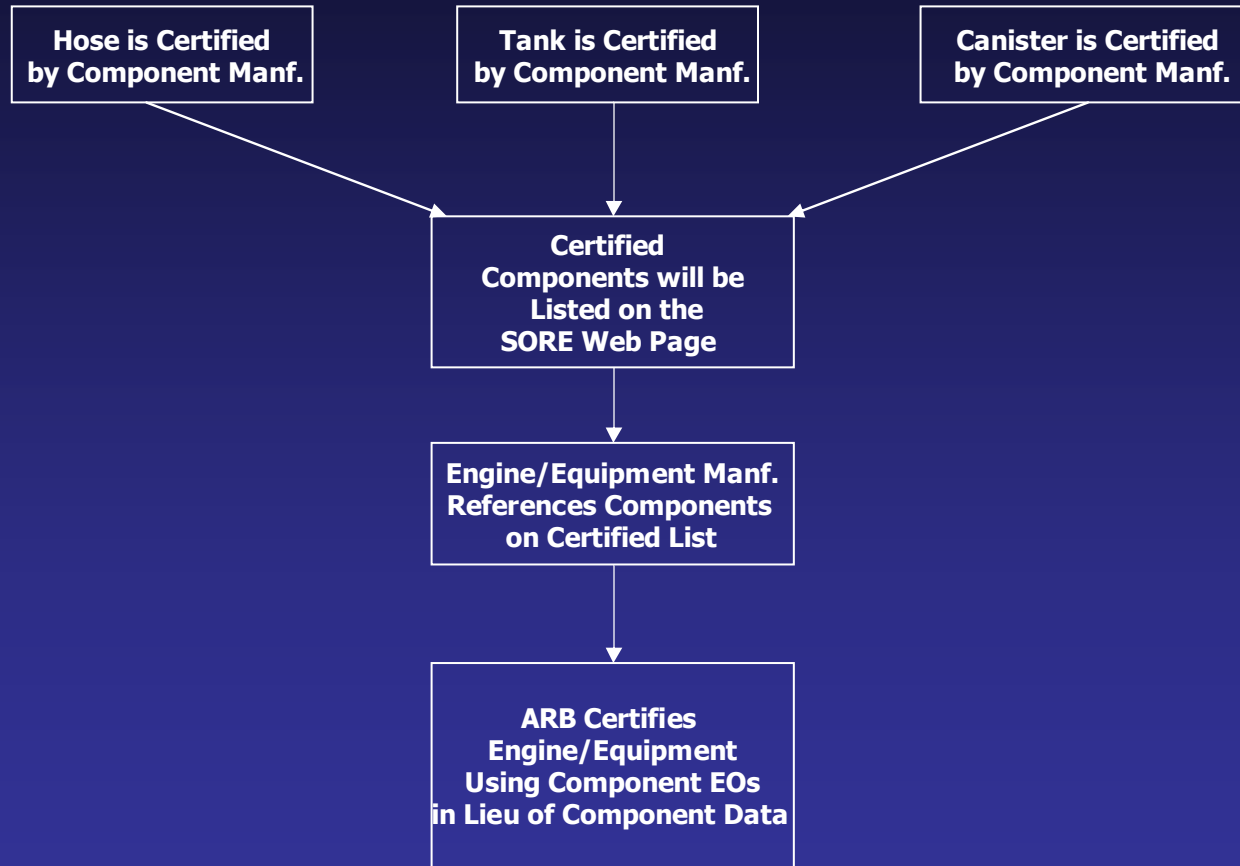 Hose is Certified
by Component Manf.
Tank is Certified
by Component Manf.
Canister is Certified
by Component Manf.
Certified
Components will be
Listed on the
SORE Web Page
Engine/Equipment Manf.
References Components
on Certified List
ARB Certifies
Engine/Equipment
Using Component EOs
in Lieu of Component Data